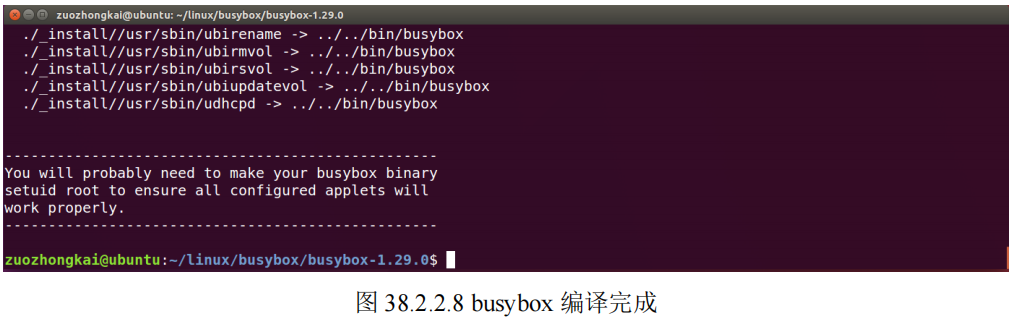 zuozhongkai@ubuntu: ~/linux/busybox/busybox-1.29.0
./_install//usr/sbin/ubirename -> ../../bin/busybox
./_install//usr/sbin/ubirmvol -> ../../bin/busybox
./_install//usr/sbin/ubirsvol -> ../../bin/busybox
./_install//usr/sbin/ubiupdatevol -> ../../bin/busybox
./_install//usr/sbin/udhcpd -> ../../bin/busybox
--------------------------------------------------
You will probably need to make your busybox binary
setuid root to ensure all configured applets will
work properly.
--------------------------------------------------
zuozhongkai@ubuntu:~/linux/busybox/busybox-1.29.0$
图 38.2.2.8 busybox 编译完成